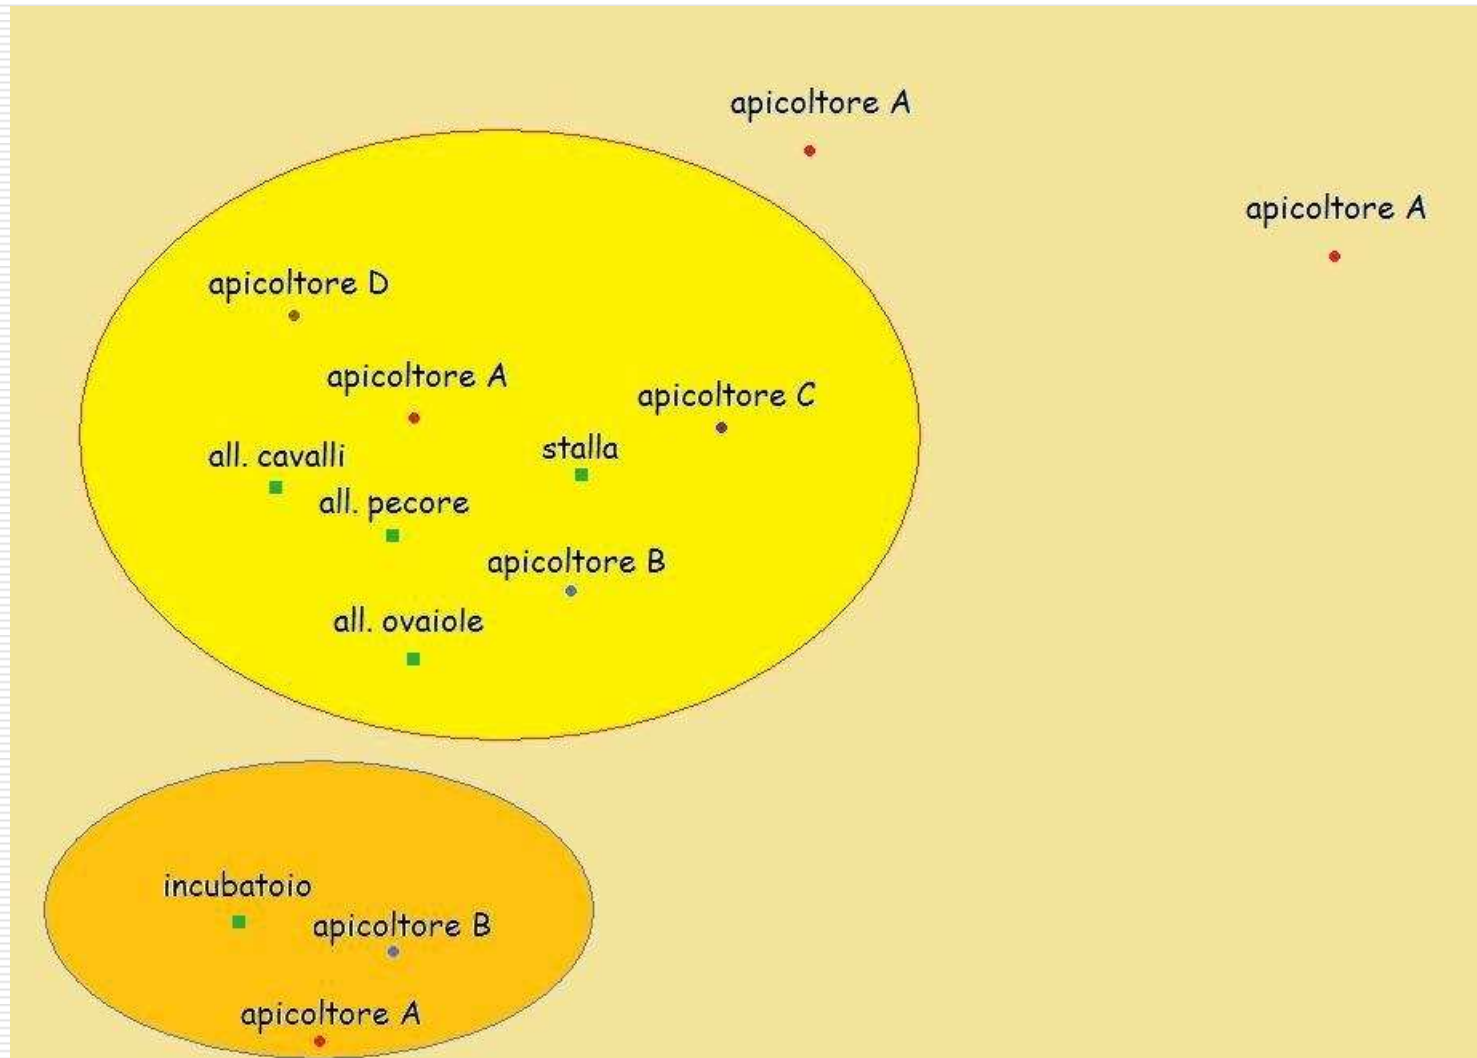 apicoltore A
apicoltore A
apicoltore D
apicoltore A
apicoltore C
stalla
all. cavalli
all. pecore
apicoltore B
all. ovaiole
incubatoio
apicoltore B
apicoltore A